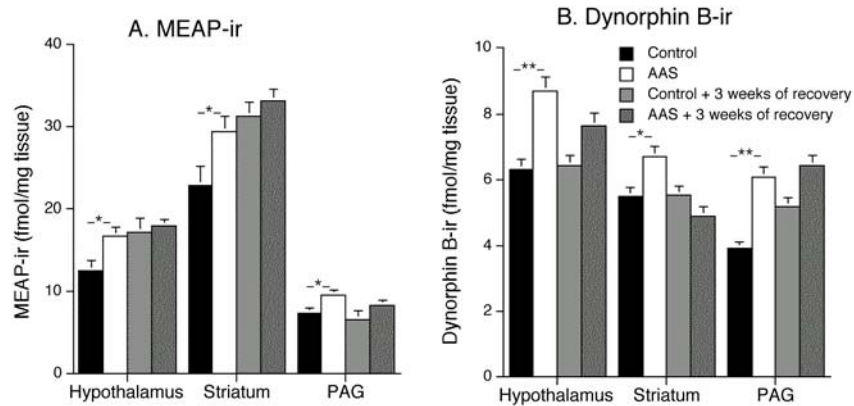 A. MEAP-ir
MEAP-ir (fmol/mg tissue)
40
30
20
10
0
-*-
-*-
-*-
Hypothalamus Striatum PAG
B. Dynorphin B-ir
Dynorphin B-ir (fmol/mg tissue)
10
8
6
4
2
0
Control
AAS
Control + 3 weeks of recovery
AAS + 3 weeks of recovery
-**-
-*-
-**-
Hypothalamus Striatum PAG